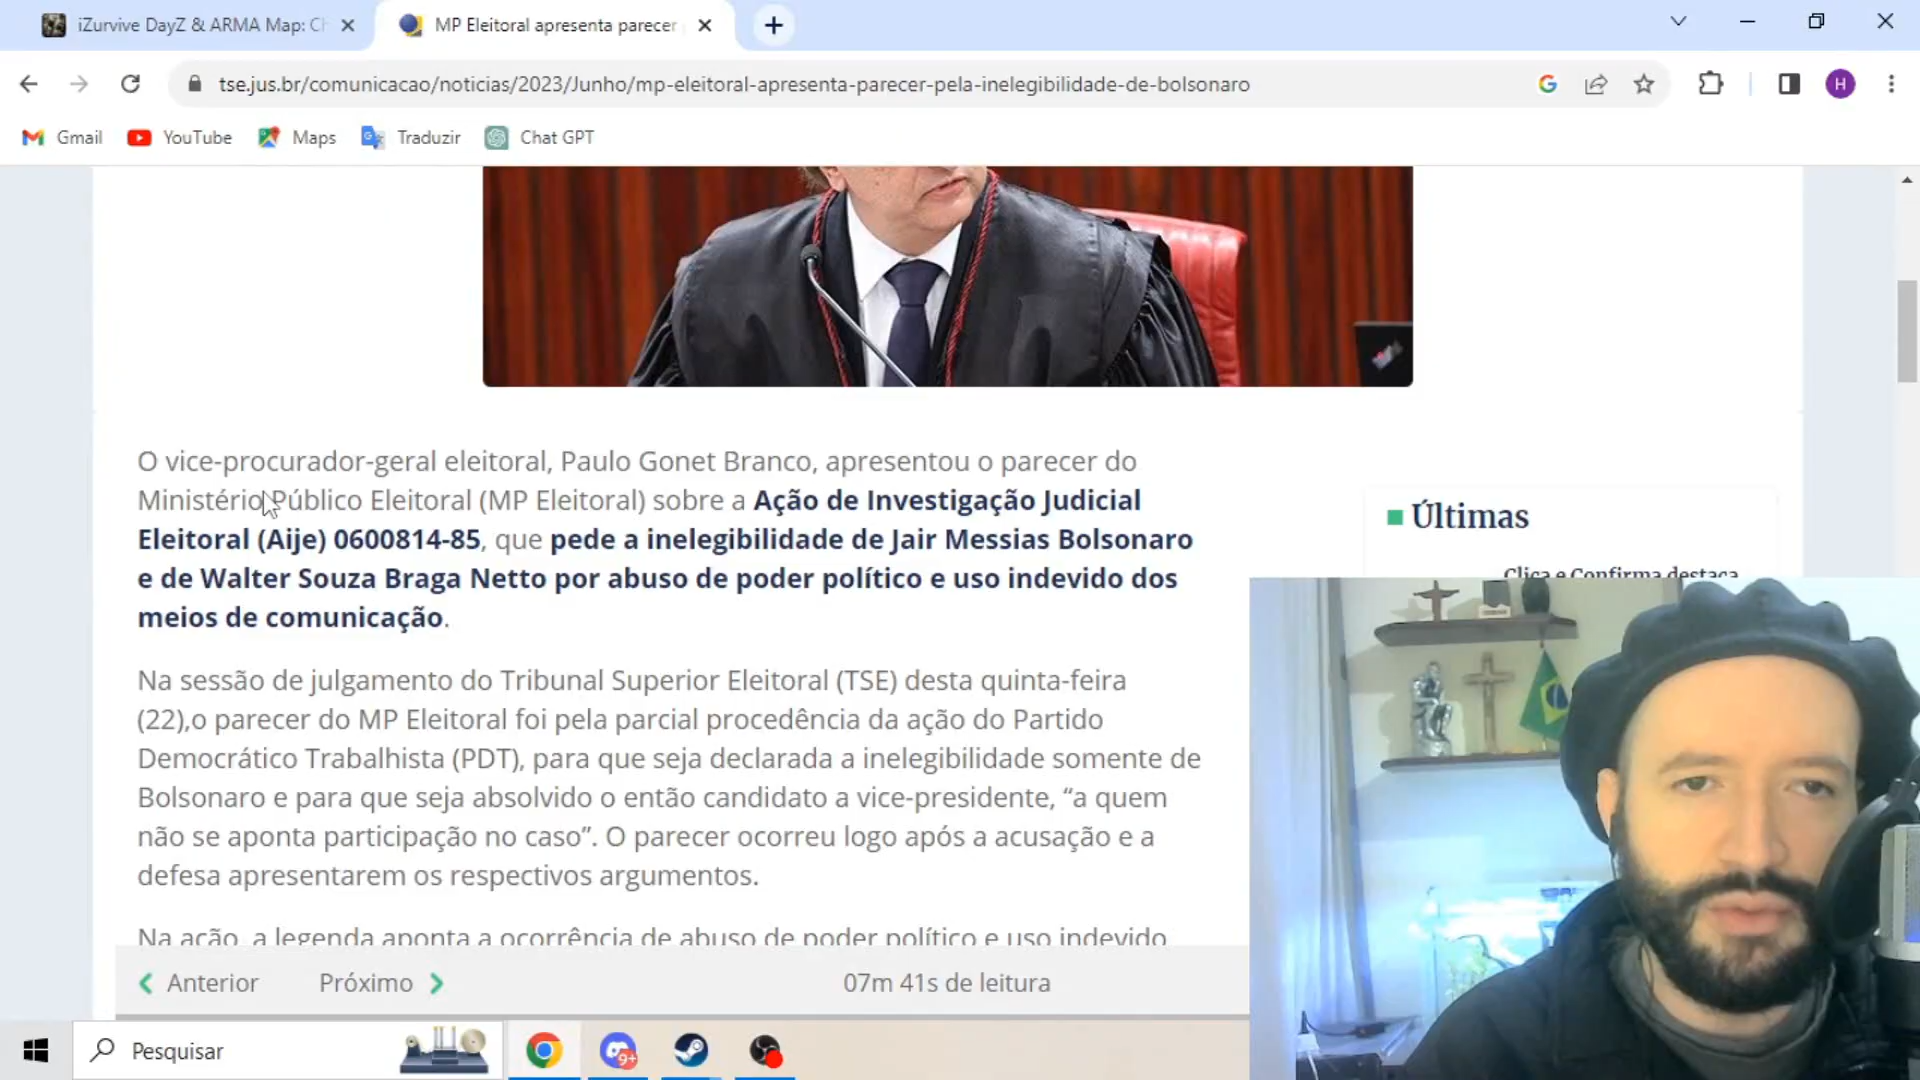 iZurvive DayZ & ARMA Map: Ch
MP Eleitoral apresenta parecer
tse.jus.br/comunicacao/noticias/2023/Junho/mp-eleitoral-apresenta-parecer-pela-inelegibilidade-de-bolsonaro
H
Gmail
YouTube
Maps
Traduzir
Chat GPT
O vice-procurador-geral eleitoral, Paulo Gonet Branco, apresentou o parecer do
Ministério Público Eleitoral (MP Eleitoral) sobre a Ação de Investigação Judicial
Eleitoral (Aije) 0600814-85, que pede a inelegibilidade de Jair Messias Bolsonaro
e de Walter Souza Braga Netto por abuso de poder político e uso indevido dos
meios de comunicação.
Na sessão de julgamento do Tribunal Superior Eleitoral (TSE) desta quinta-feira
(22),o parecer do MP Eleitoral foi pela parcial procedência da ação do Partido
Democrático Trabalhista (PDT), para que seja declarada a inelegibilidade somente de
Bolsonaro e para que seja absolvido o então candidato a vice-presidente, “a quem
não se aponta participação no caso”. O parecer ocorreu logo após a acusação e a
defesa apresentarem os respectivos argumentos.
Na ação, a legenda aponta a ocorrência de abuso de poder político e uso indevido
Últimas
Clica e Confirma destaca
Anterior
Próximo
07m 41s de leitura
Pesquisar
9+